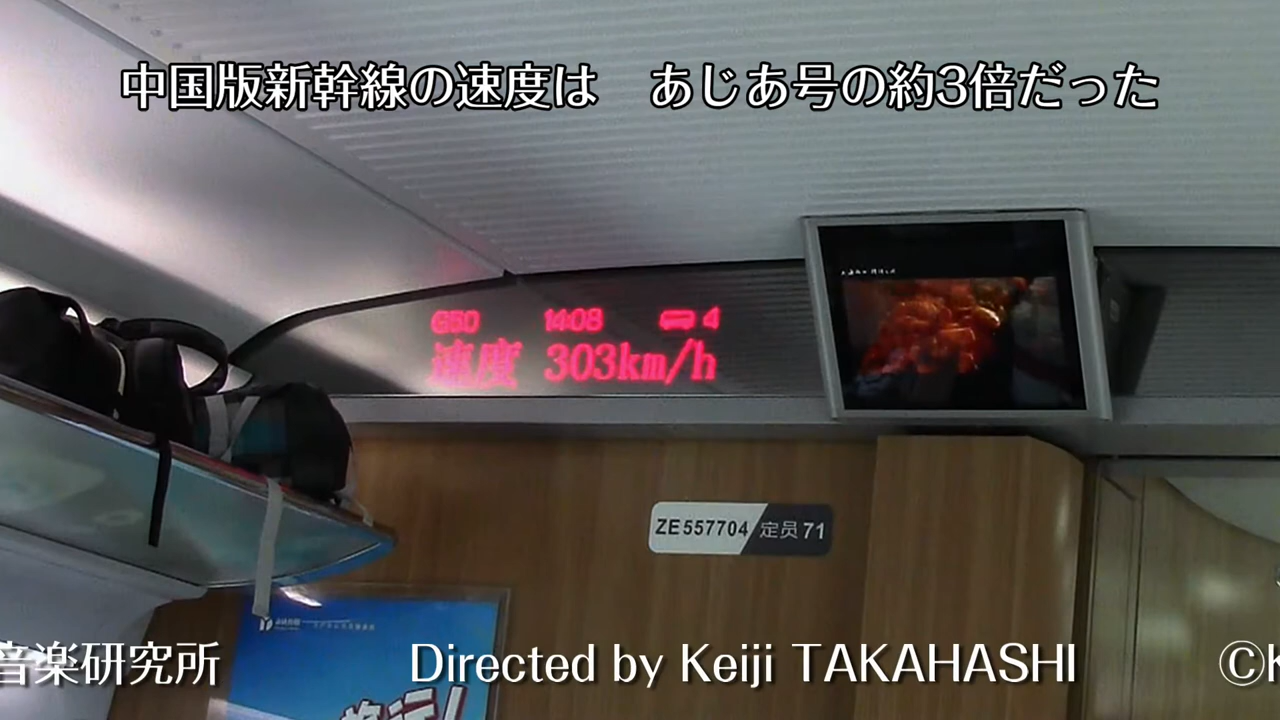 中国版新幹線の速度は　あじあ号の約3倍だった
G50 14:08 4
速度 303km/h
ZE557704 定员71
旅行!
音楽研究所 Directed by Keiji TAKAHASHI ©K